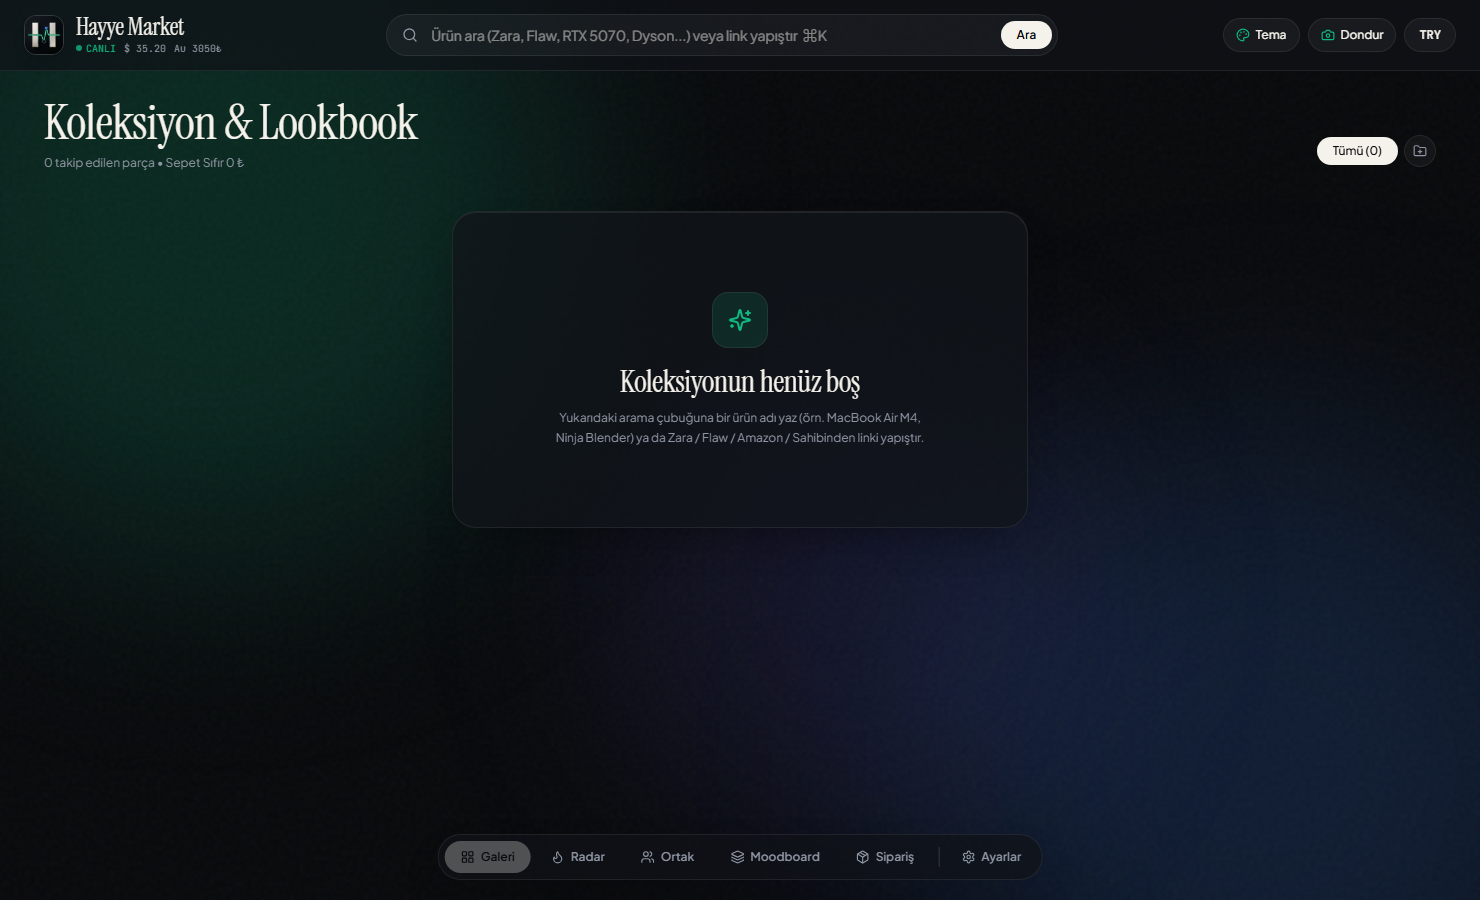 Hayye Market
CANLI $ 35.20 Au 3050₺
Ürün ara (Zara, Flaw, RTX 5070, Dyson...) veya link yapıştır ⌘K
Ara
Tema
Dondur
TRY
Koleksiyon & Lookbook
0 takip edilen parça • Sepet Sıfır 0 ₺
Tümü (0)
Koleksiyonun henüz boş
Yukarıdaki arama çubuğuna bir ürün adı yaz (örn. MacBook Air M4,
Ninja Blender) ya da Zara / Flaw / Amazon / Sahibinden linki yapıştır.
Galeri
Radar
Ortak
Moodboard
Sipariş
Ayarlar